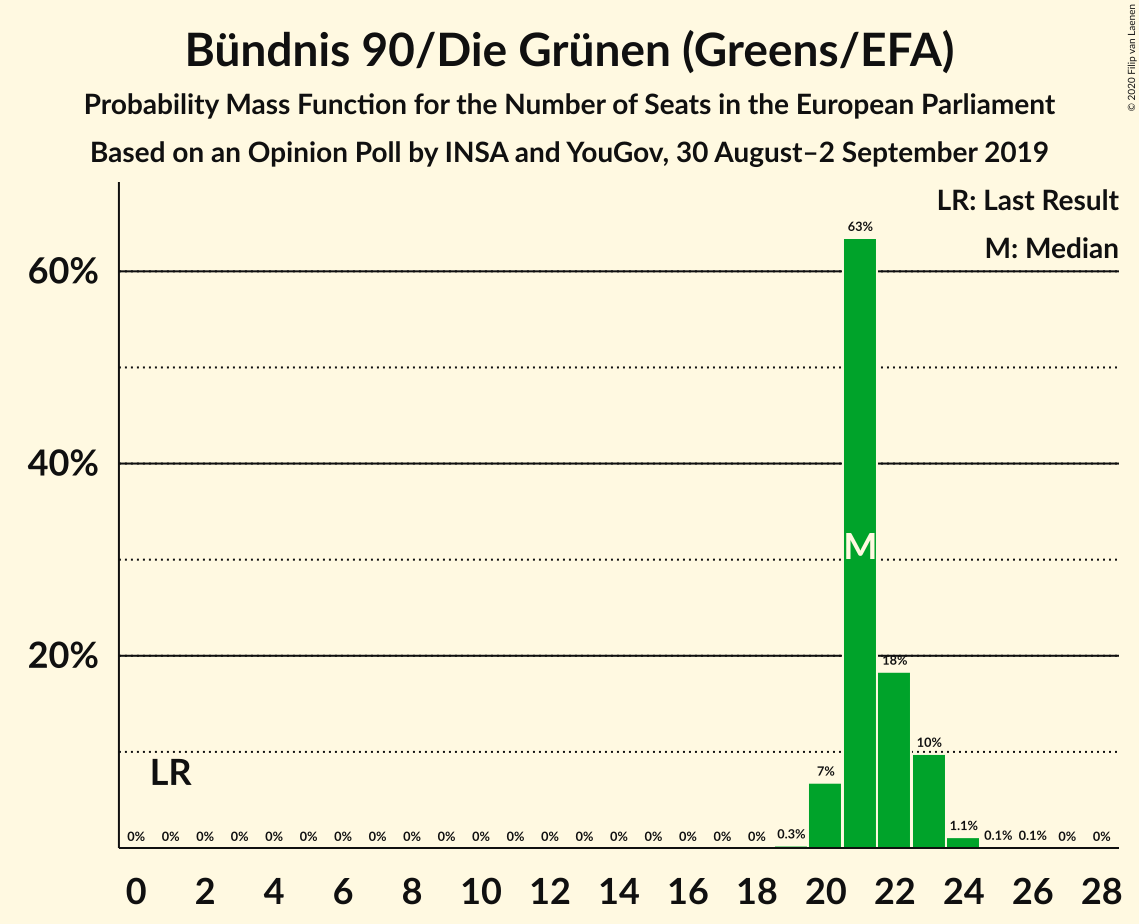 Bündnis 90/Die Grünen (Greens/EFA)
Probability Mass Function for the Number of Seats in the European Parliament
Based on an Opinion Poll by INSA and YouGov, 30 August–2 September 2019
© 2020 Filip van Laenen
LR: Last Result
M: Median
63%
60%
40%
M
20%
18%
10%
LR
7%
0% 0% 0% 0% 0% 0% 0% 0% 0% 0% 0% 0% 0% 0% 0% 0% 0% 0% 0% 0.3% 1.1% 0.1% 0.1% 0% 0%
0 2 4 6 8 10 12 14 16 18 20 22 24 26 28